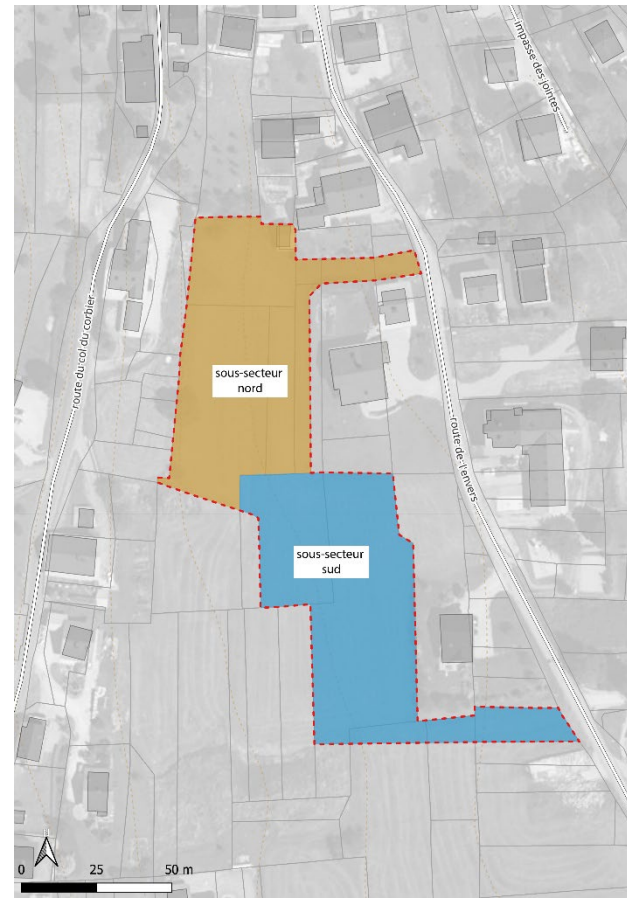 impasse des jointes
route du col du corbier
sous-secteur
nord
route de l'envers
sous-secteur
sud
0 25 50 m